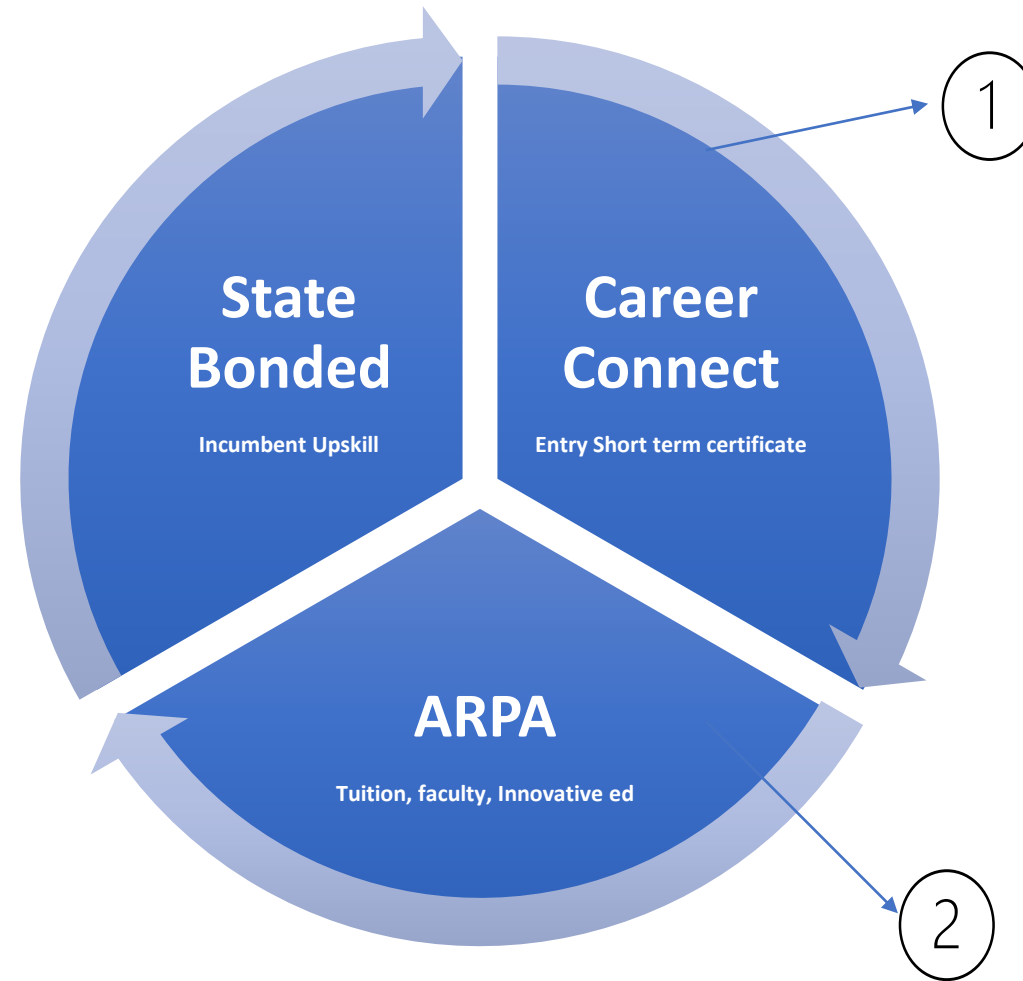 State
Bonded
Incumbent Upskill
Career
Connect
Entry Short term certificate
ARPA
Tuition, faculty, Innovative ed
1
2